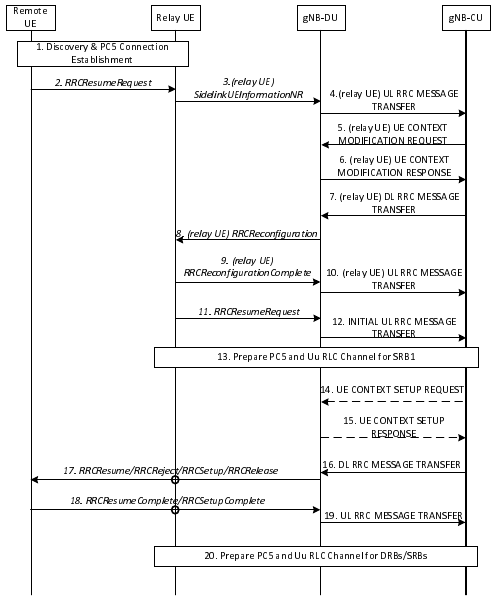 Remote
UE
Relay UE
gNB-DU
gNB-CU
1. Discovery & PC5 Connection
Establishment
2. RRCResumeRequest
3.(relay UE)
SidelinkUEInformationNR
4.(relay UE) UL RRC MESSAGE
TRANSFER
5. (relay UE) UE CONTEXT
MODIFICATION REQUEST
6. (relay UE) UE CONTEXT
MODIFICATION RESPONSE
7. (relay UE) DL RRC MESSAGE
TRANSFER
8. (relay UE) RRCReconfiguration
9. (relay UE)
RRCReconfigurationComplete
10. (relay UE) UL RRC MESSAGE
TRANSFER
11. RRCResumeRequest
12. INITIAL UL RRC MESSAGE
TRANSFER
13. Prepare PC5 and Uu RLC Channel for SRB1
14. UE CONTEXT SETUP REQUEST
15. UE CONTEXT SETUP
RESPONSE
16. DL RRC MESSAGE TRANSFER
17. RRCResume/RRCReject/RRCSetup/RRCRelease
18. RRCResumeComplete/RRCSetupComplete
19. UL RRC MESSAGE TRANSFER
20. Prepare PC5 and Uu RLC Channel for DRBs/SRBs